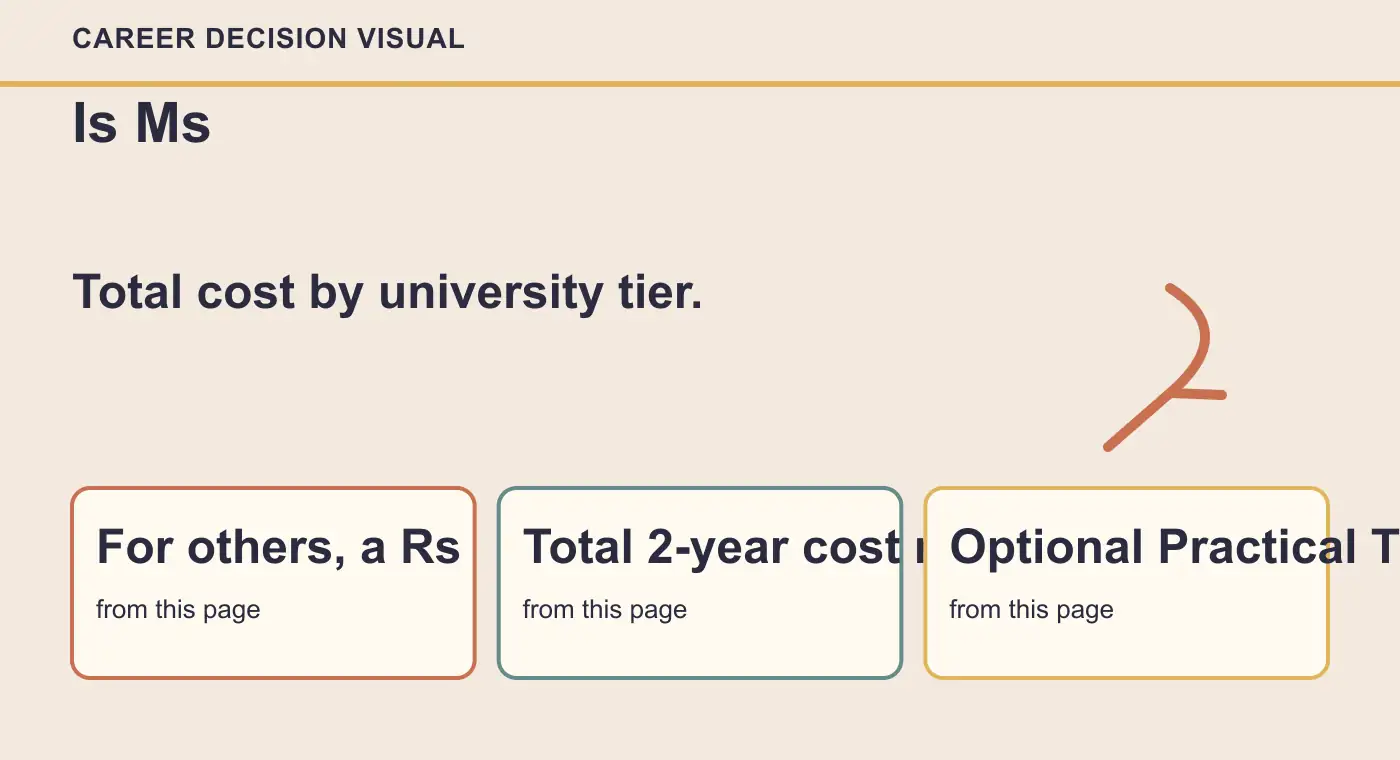 CAREER DECISION VISUAL
Is Ms
Total cost by university tier.
For others, a Rs
from this page
Total 2-year cost
from this page
Optional Practical T
from this page